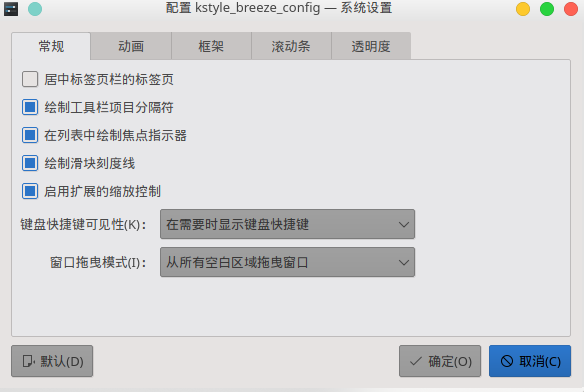 配置 kstyle_breeze_config — 系统设置
常规 动画 框架 滚动条 透明度
居中标签页栏的标签页
绘制工具栏项目分隔符
在列表中绘制焦点指示器
绘制滑块刻度线
启用扩展的缩放控制
键盘快捷键可见性(K): 在需要时显示键盘快捷键
窗口拖曳模式(I): 从所有空白区域拖曳窗口
默认(D) 确定(O) 取消(C)